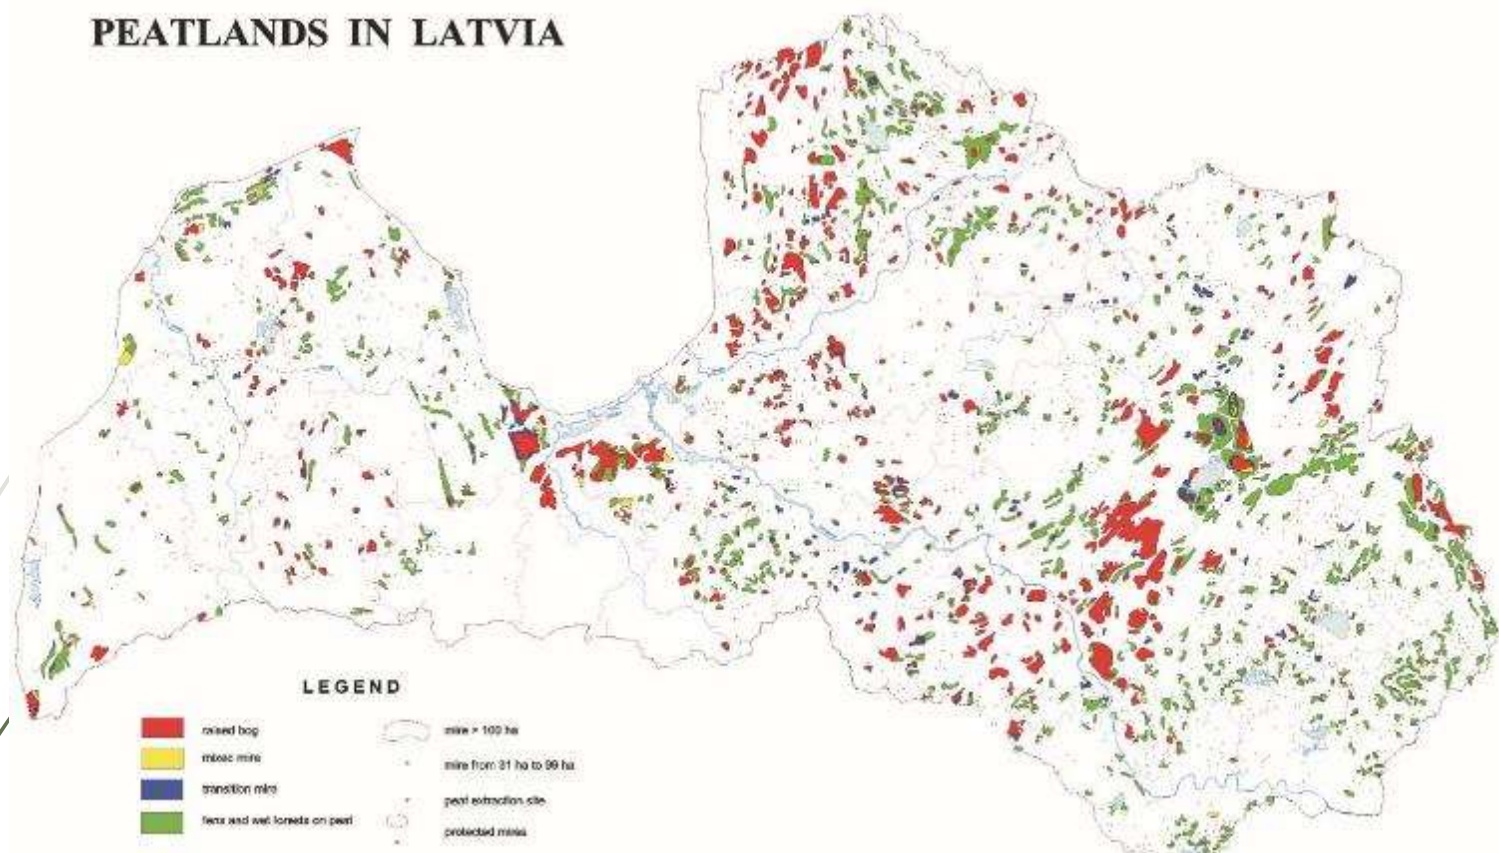 PEATLANDS IN LATVIA
LEGEND
raised bog
mixed mire
transition mire
fens and wet forests on peat
mire > 100 ha
mire from 31 ha to 99 ha
peat extraction site
protected mires